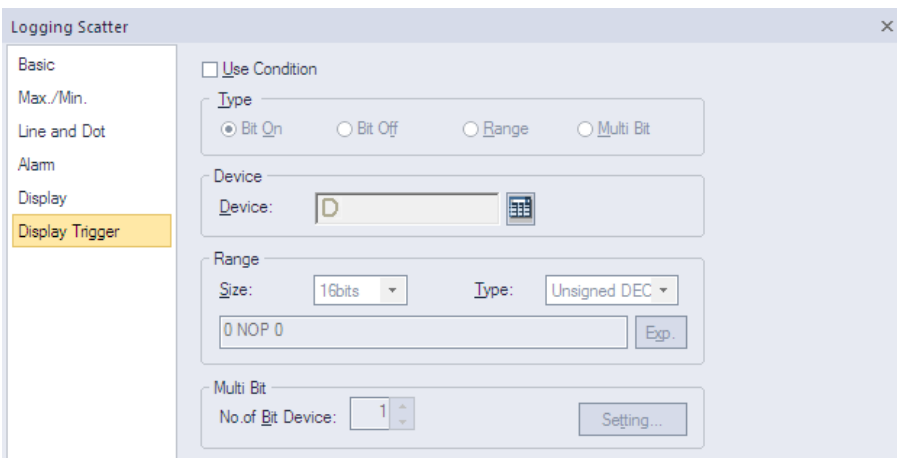 Logging Scatter
Basic
Max./Min.
Line and Dot
Alarm
Display
Display Trigger
Use Condition
Type
Bit On Bit Off Range Multi Bit
Device
Device: D
Range
Size: 16bits Type: Unsigned DEC
0 NOP 0 Exp.
Multi Bit
No.of Bit Device: 1 Setting...